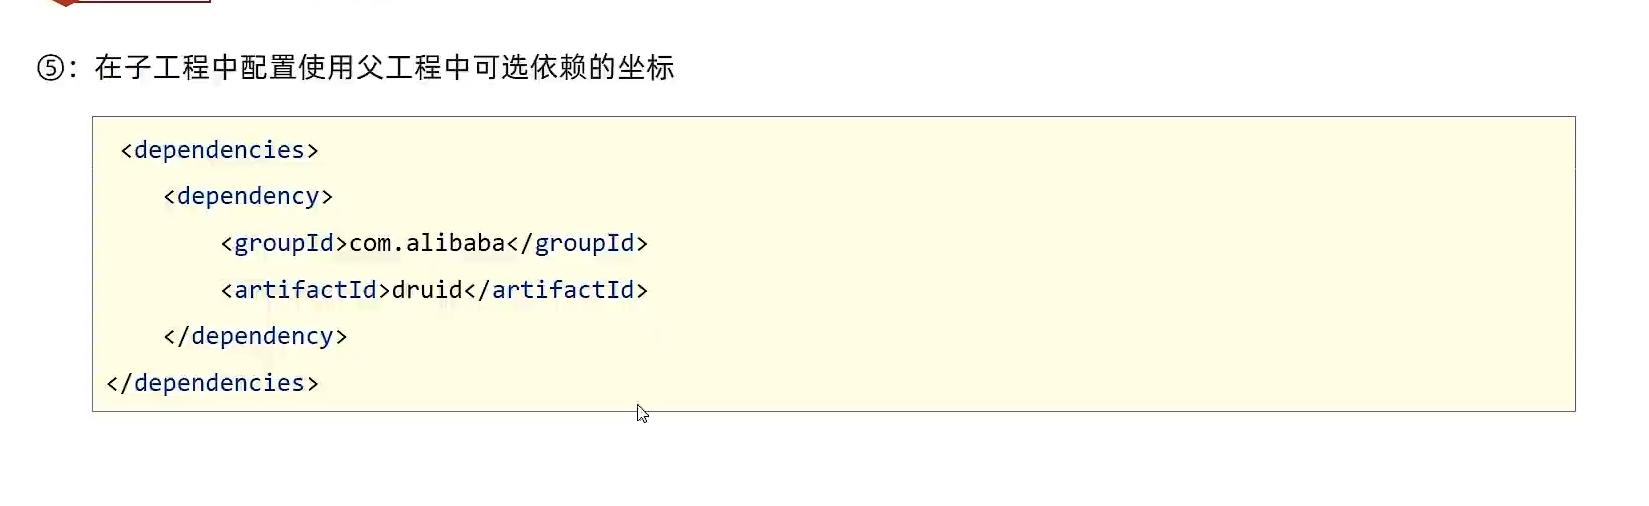 ⑤：在子工程中配置使用父工程中可选依赖的坐标
<dependencies>
<dependency>
<groupId>com.alibaba</groupId>
<artifactId>druid</artifactId>
</dependency>
</dependencies>